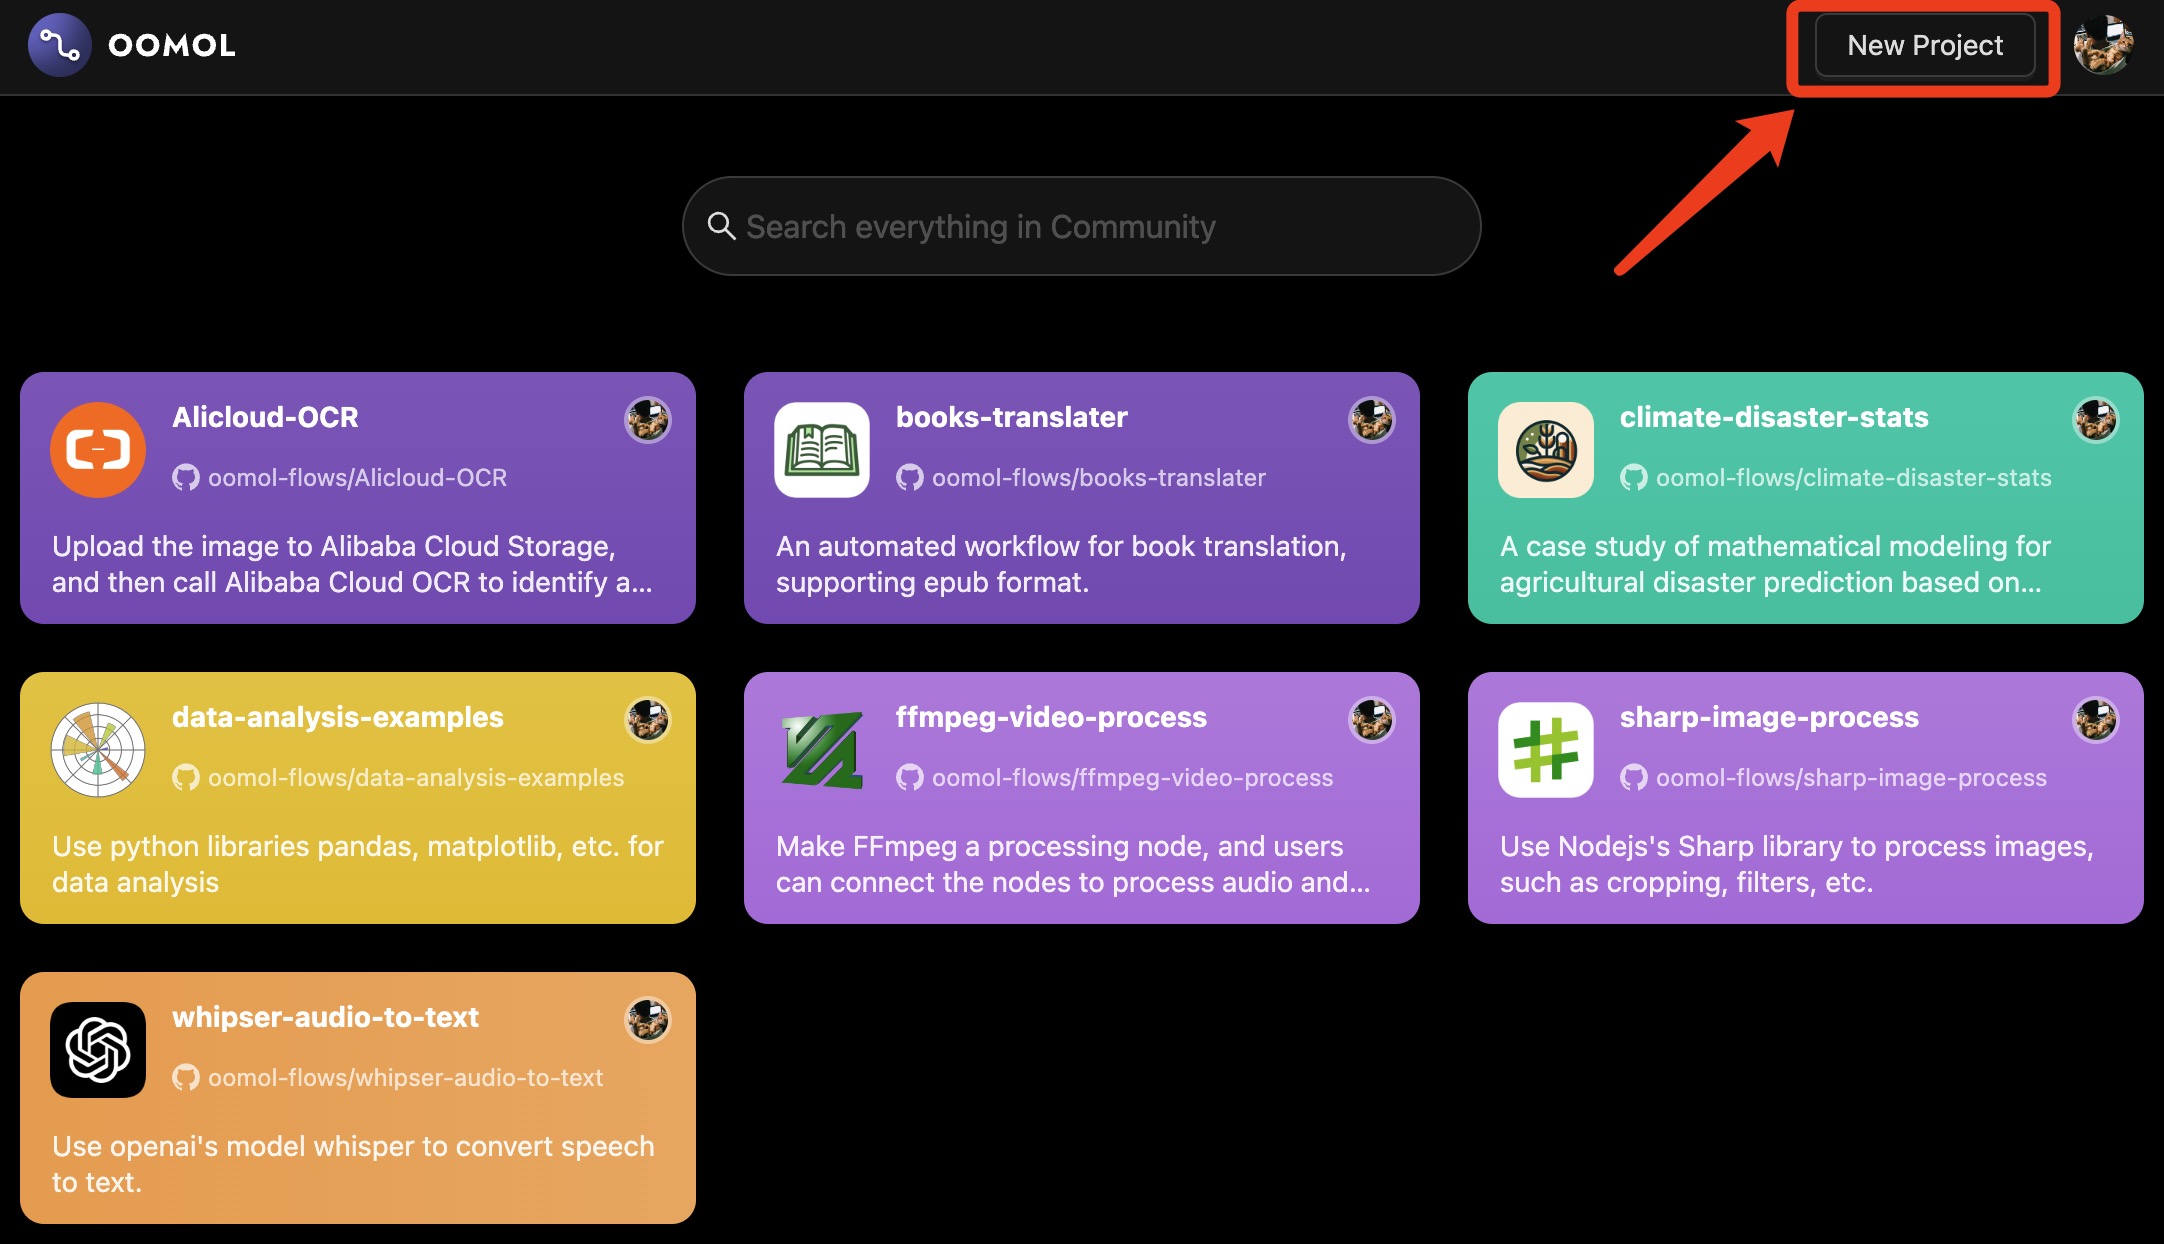 OOMOL
New Project
Search everything in Community
Alicloud-OCR
oomol-flows/Alicloud-OCR
Upload the image to Alibaba Cloud Storage,
and then call Alibaba Cloud OCR to identify a...
books-translater
oomol-flows/books-translater
An automated workflow for book translation,
supporting epub format.
climate-disaster-stats
oomol-flows/climate-disaster-stats
A case study of mathematical modeling for
agricultural disaster prediction based on...
data-analysis-examples
oomol-flows/data-analysis-examples
Use python libraries pandas, matplotlib, etc. for
data analysis
ffmpeg-video-process
oomol-flows/ffmpeg-video-process
Make FFmpeg a processing node, and users
can connect the nodes to process audio and...
sharp-image-process
oomol-flows/sharp-image-process
Use Nodejs's Sharp library to process images,
such as cropping, filters, etc.
whipser-audio-to-text
oomol-flows/whipser-audio-to-text
Use openai's model whisper to convert speech
to text.